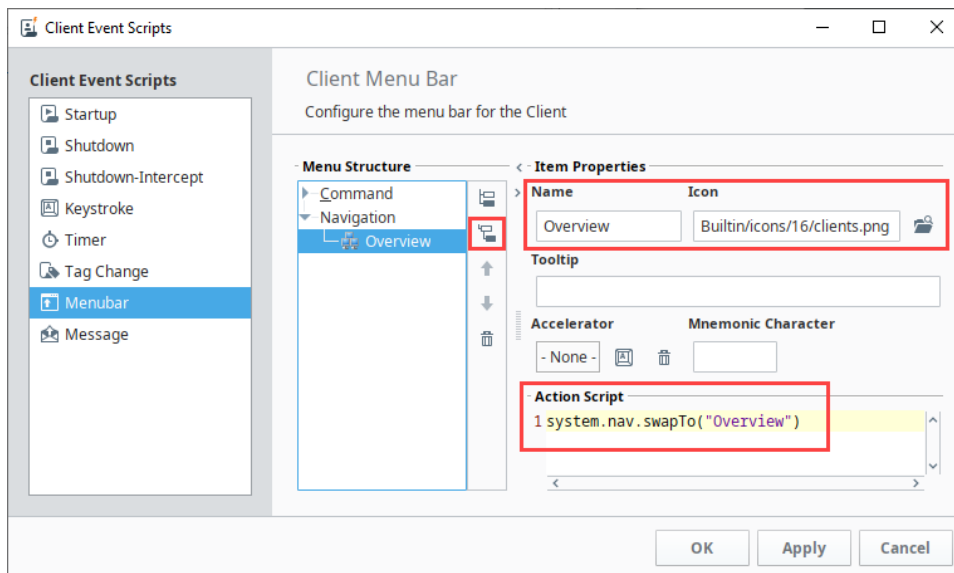 Client Event Scripts
Client Event Scripts
Startup
Shutdown
Shutdown-Intercept
Keystroke
Timer
Tag Change
Menubar
Message
Client Menu Bar
Configure the menu bar for the Client
Menu Structure
Command
Navigation
Overview
Item Properties
Name Icon
Overview Builtin/icons/16/clients.png
Tooltip
Accelerator Mnemonic Character
- None -
Action Script
1 system.nav.swapTo("Overview")
OK Apply Cancel